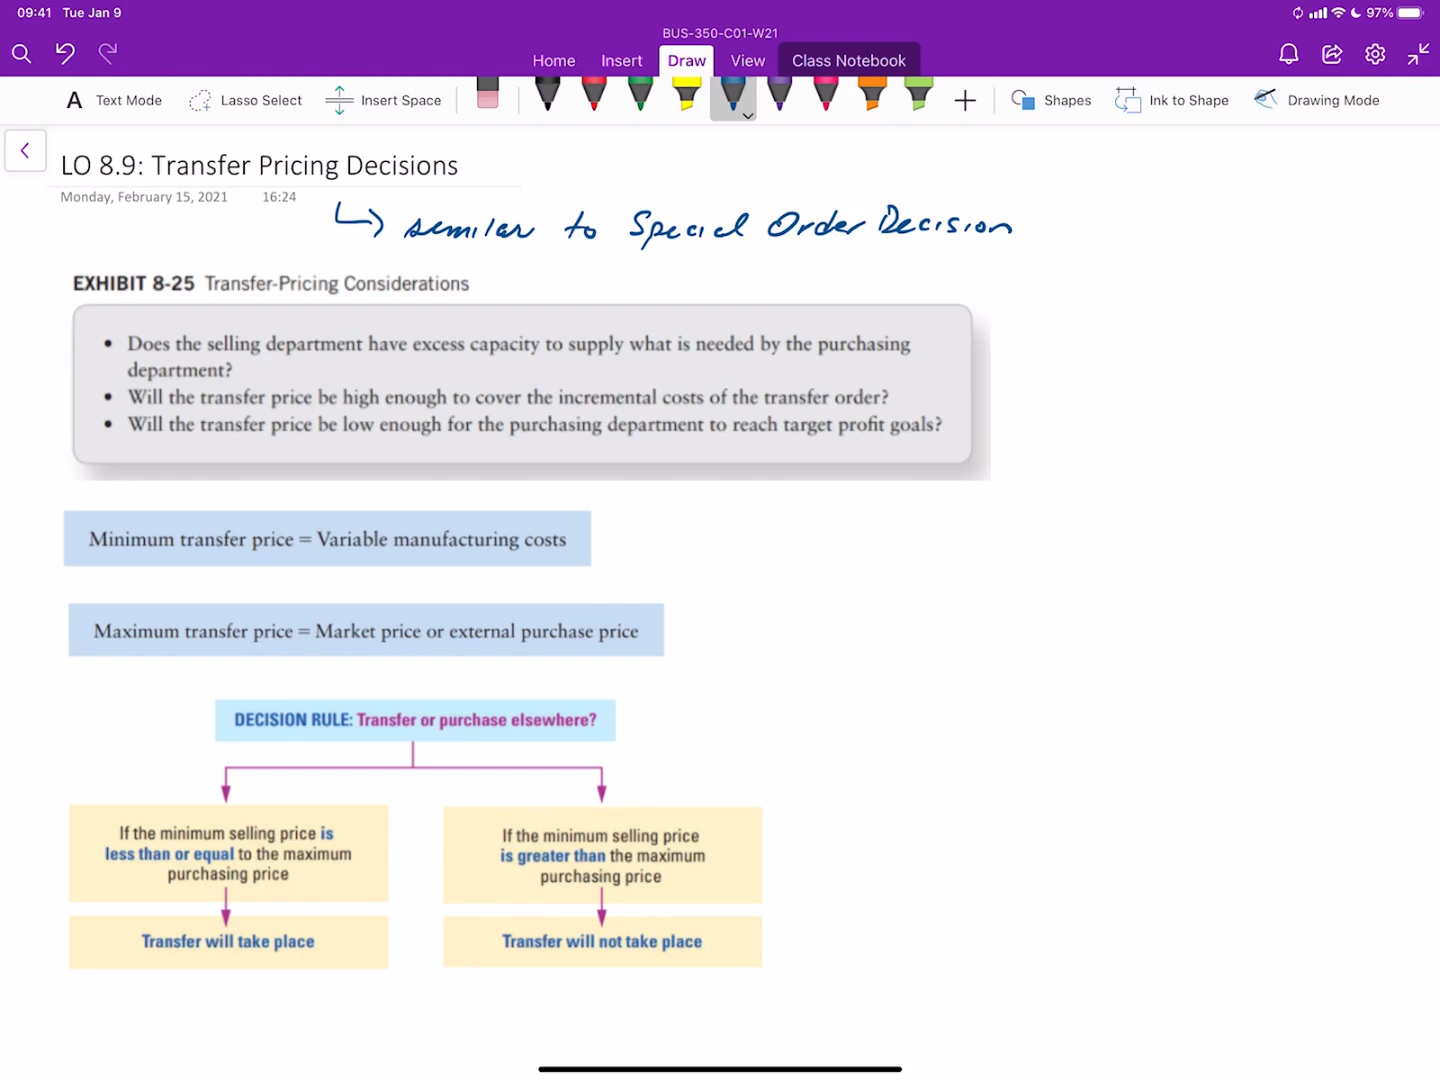 09:41 Tue Jan 9
97%
BUS-350-C01-W21
Home Insert Draw View Class Notebook
A Text Mode Lasso Select Insert Space Shapes Ink to Shape Drawing Mode
LO 8.9: Transfer Pricing Decisions
Monday, February 15, 2021 16:24
similar to Special Order Decision
EXHIBIT 8-25 Transfer-Pricing Considerations
• Does the selling department have excess capacity to supply what is needed by the purchasing
department?
• Will the transfer price be high enough to cover the incremental costs of the transfer order?
• Will the transfer price be low enough for the purchasing department to reach target profit goals?
Minimum transfer price = Variable manufacturing costs
Maximum transfer price = Market price or external purchase price
DECISION RULE: Transfer or purchase elsewhere?
If the minimum selling price is
less than or equal to the maximum
purchasing price
Transfer will take place
If the minimum selling price
is greater than the maximum
purchasing price
Transfer will not take place